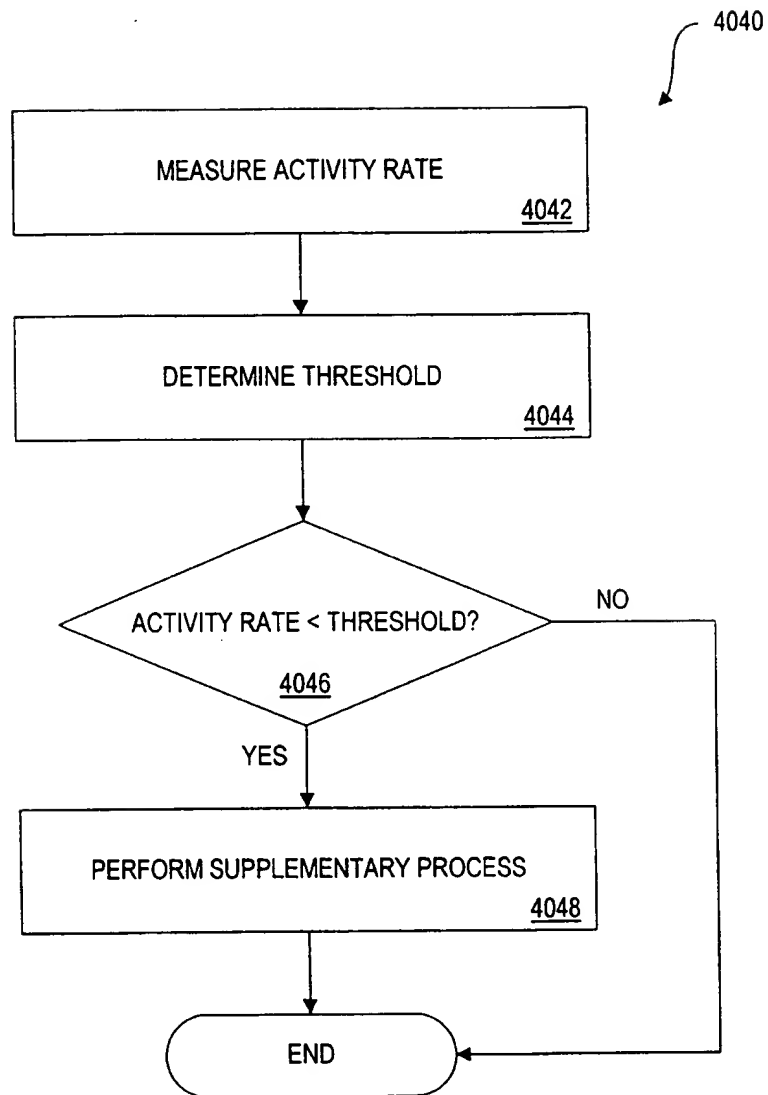 4040
MEASURE ACTIVITY RATE
4042
DETERMINE THRESHOLD
4044
ACTIVITY RATE < THRESHOLD?
4046
NO
YES
PERFORM SUPPLEMENTARY PROCESS
4048
END